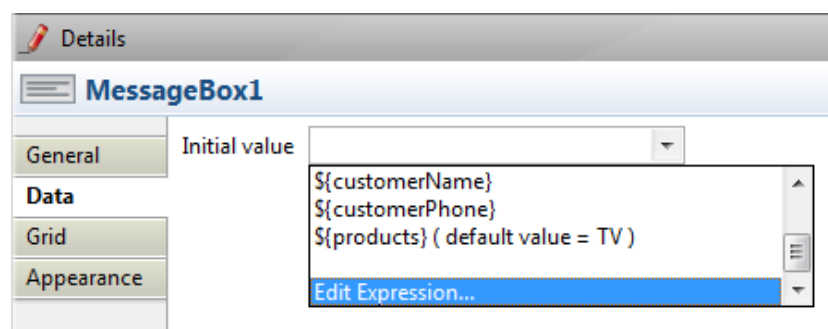 Details
MessageBox1
General
Data
Grid
Appearance
Initial value
${customerName}
${customerPhone}
${products} ( default value = TV )
Edit Expression...